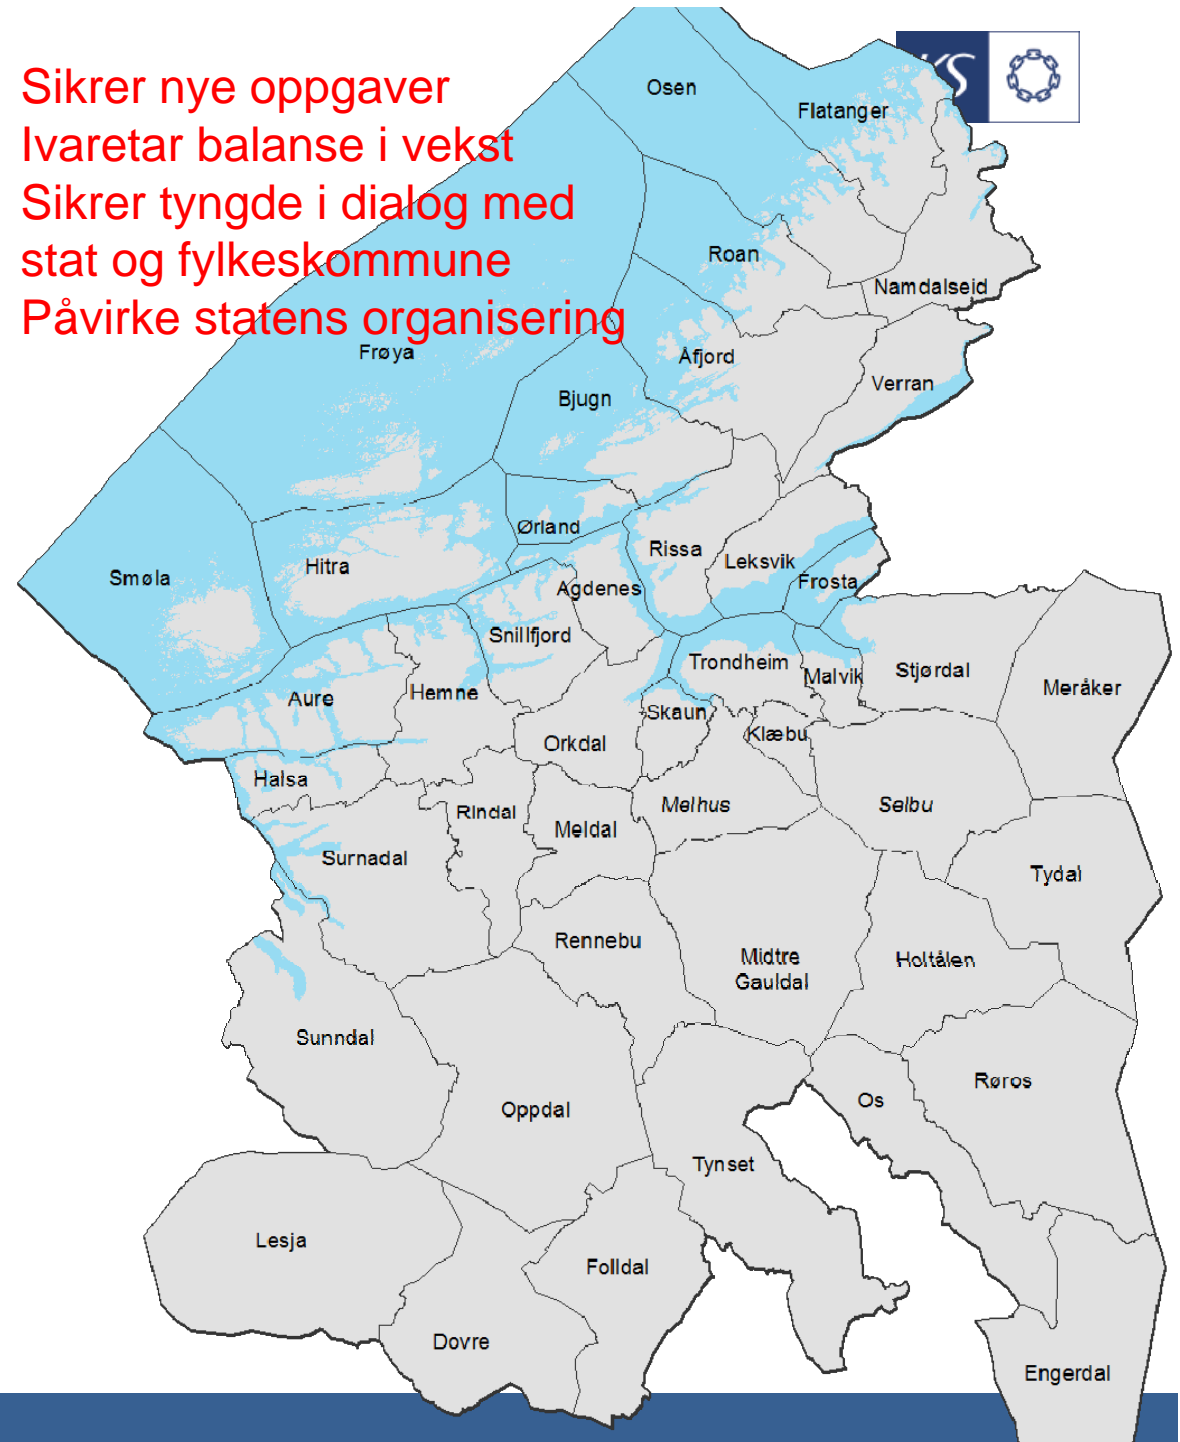 Sikrer nye oppgaver
Ivaretar balanse i vekst
Sikrer tyngde i dialog med
stat og fylkeskommune
Påvirke statens organisering
KS
Osen
Flatanger
Roan
Namdalseid
Frøya
Åfjord
Verran
Bjugn
Ørland
Rissa
Leksvik
Frosta
Smøla
Hitra
Agdenes
Snillfjord
Trondheim
Malvik
Stjørdal
Meråker
Aure
Hemne
Skaun
Klæbu
Orkdal
Halsa
Rindal
Meldal
Melhus
Selbu
Surnadal
Tydal
Rennebu
Midtre
Gauldal
Holtålen
Sunndal
Oppdal
Os
Røros
Tynset
Lesja
Folldal
Dovre
Engerdal